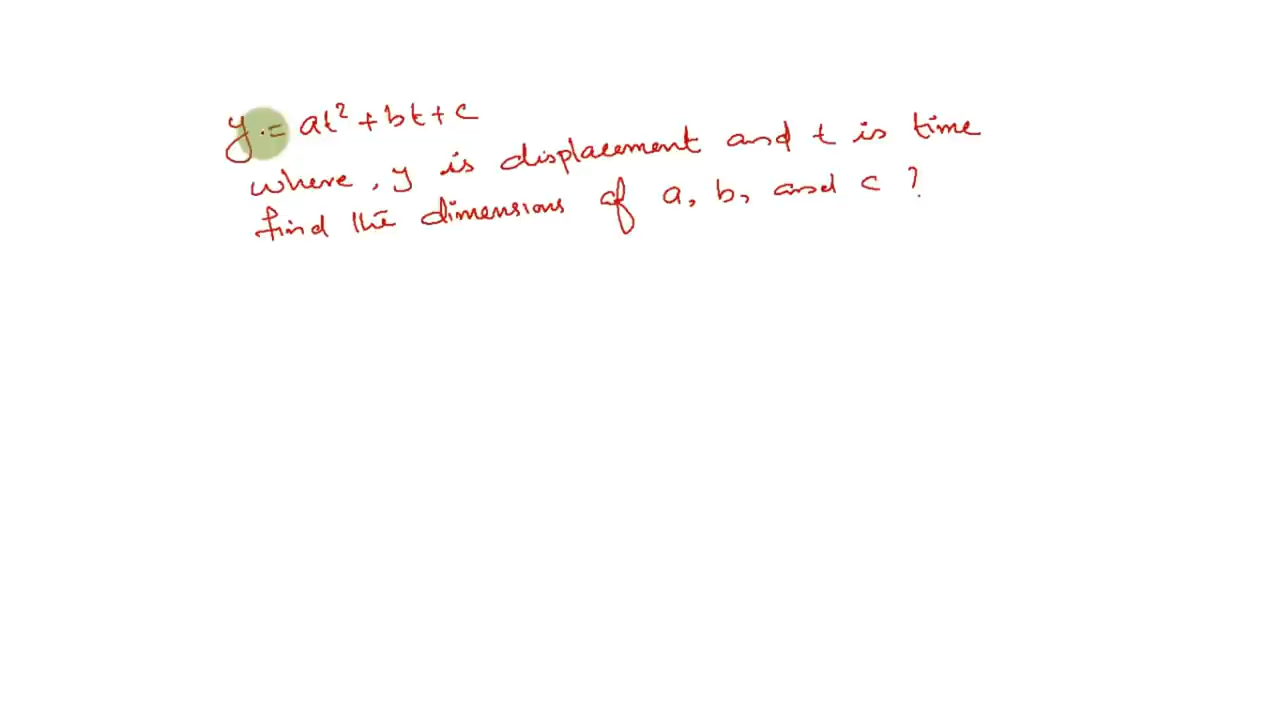 y = at² + bt + c
where, y is displacement and t is time
find the dimensions of a, b, and c ?